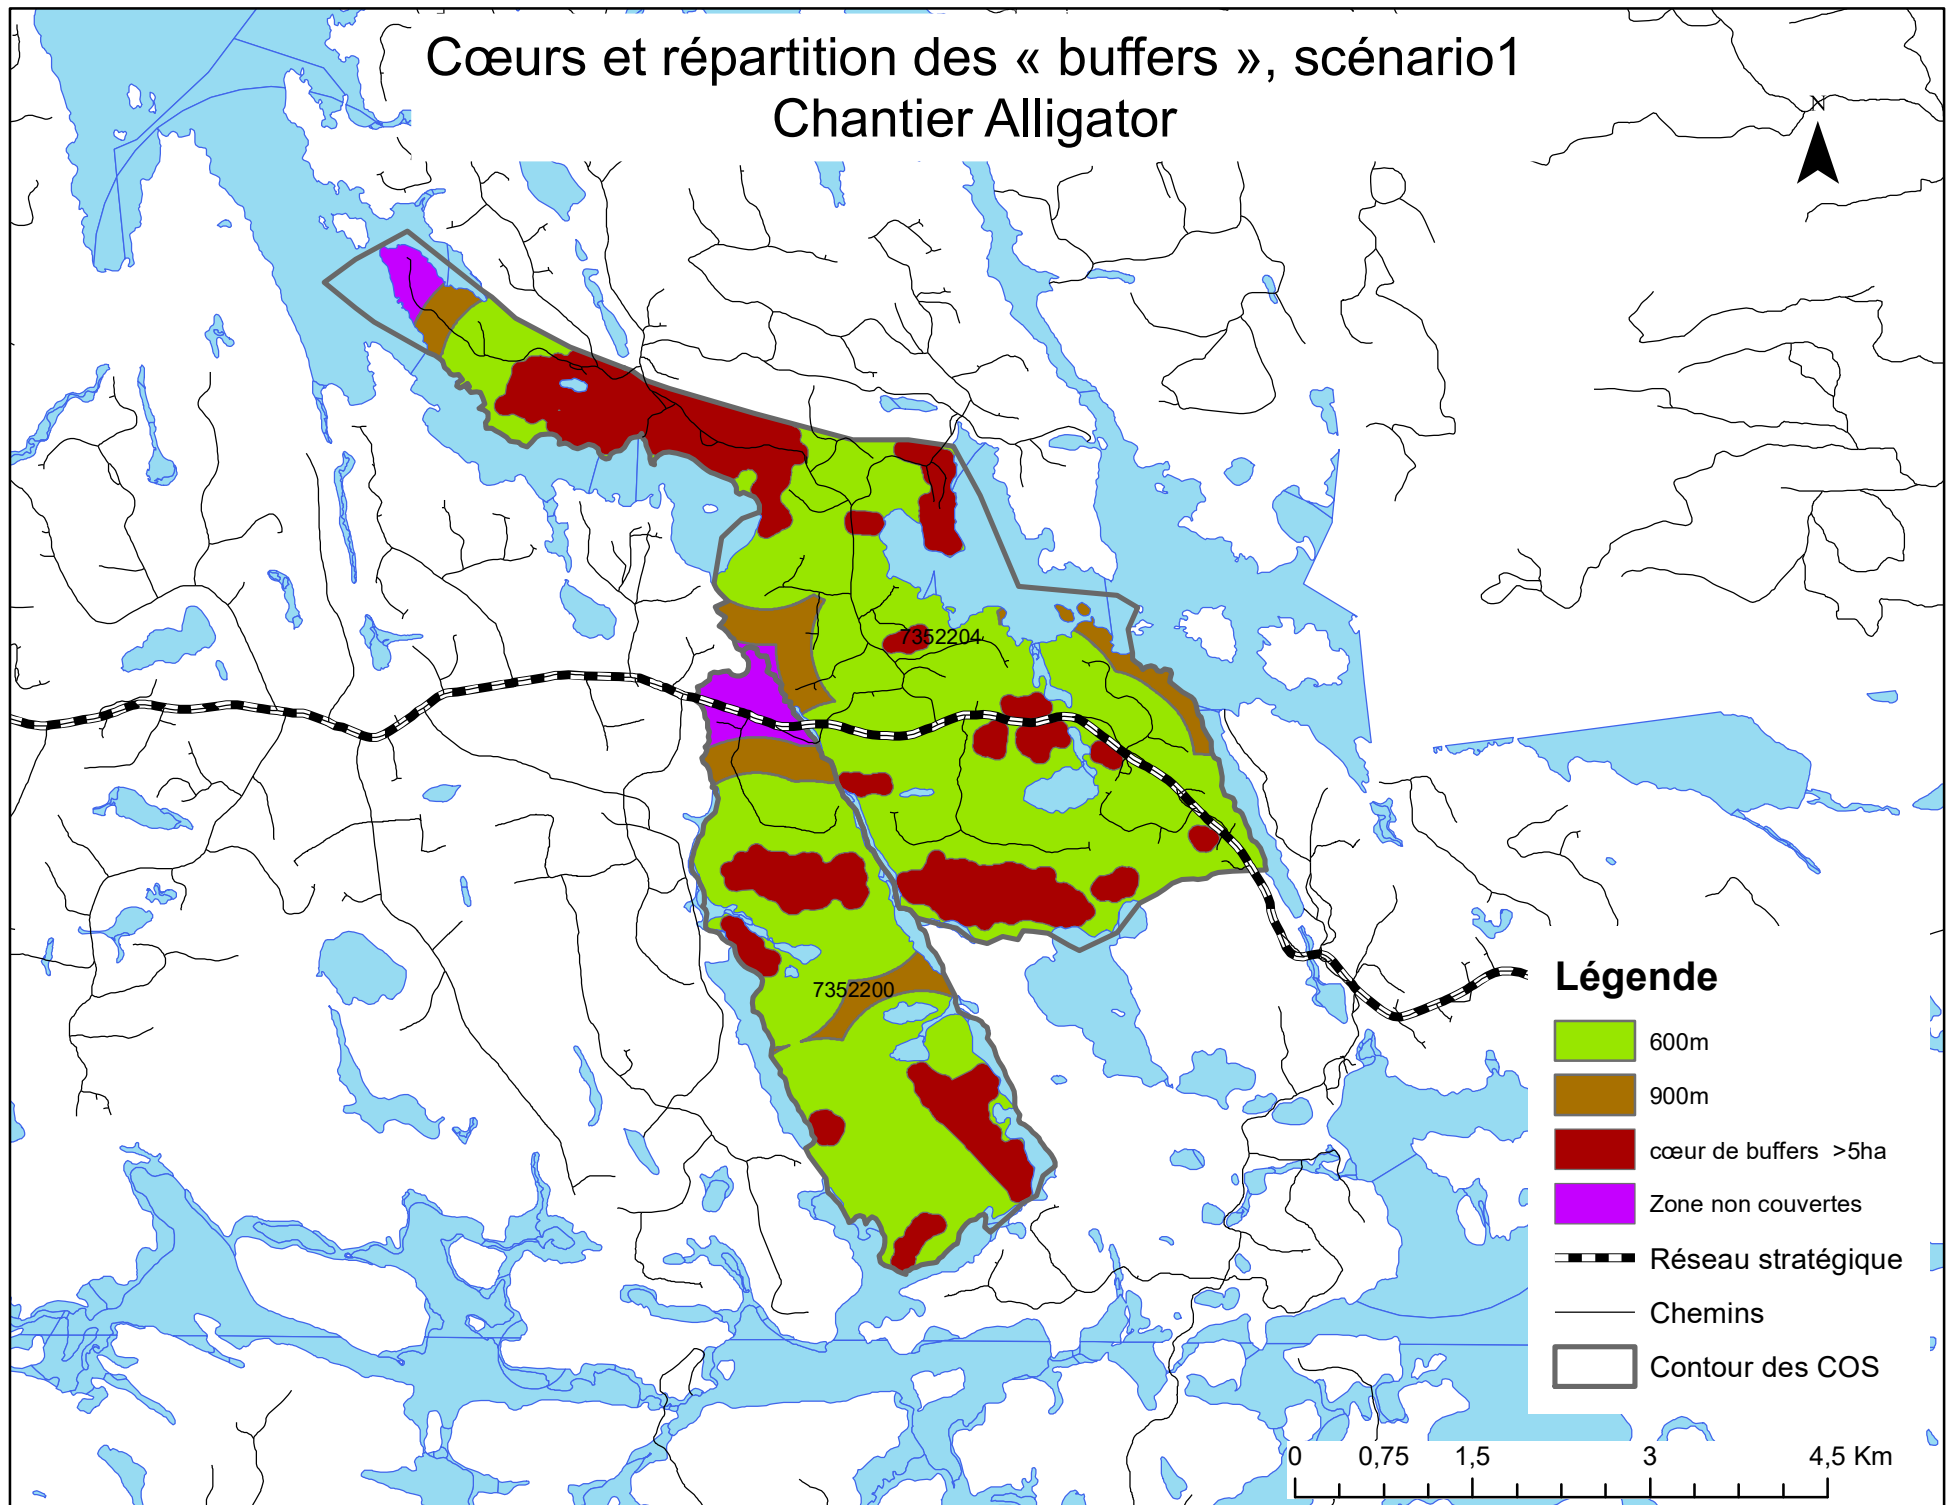 Cœurs et répartition des « buffers », scénario1
Chantier Alligator
N
7352204
7352200
Légende
600m
900m
cœur de buffers >5ha
Zone non couvertes
Réseau stratégique
Chemins
Contour des COS
0 0,75 1,5 3 4,5 Km